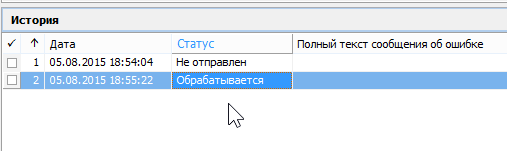 История
✓ ↑ Дата Статус Полный текст сообщения об ошибке
1 05.08.2015 18:54:04 Не отправлен
2 05.08.2015 18:55:22 Обрабатывается